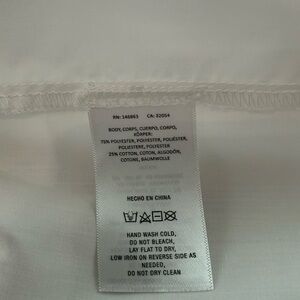 RN: 146863 CA: 32054
BODY, CORPS, CUERPO, CORPO,
KÖRPER:
75% POLYESTER, POLYESTER, POLIÉSTER,
POLIESTERE, POLYESTER
25% COTTON, COTON, ALGODÓN,
COTONE, BAUMWOLLE
HECHO EN CHINA
HAND WASH COLD,
DO NOT BLEACH,
LAY FLAT TO DRY,
LOW IRON ON REVERSE SIDE AS
NEEDED,
DO NOT DRY CLEAN